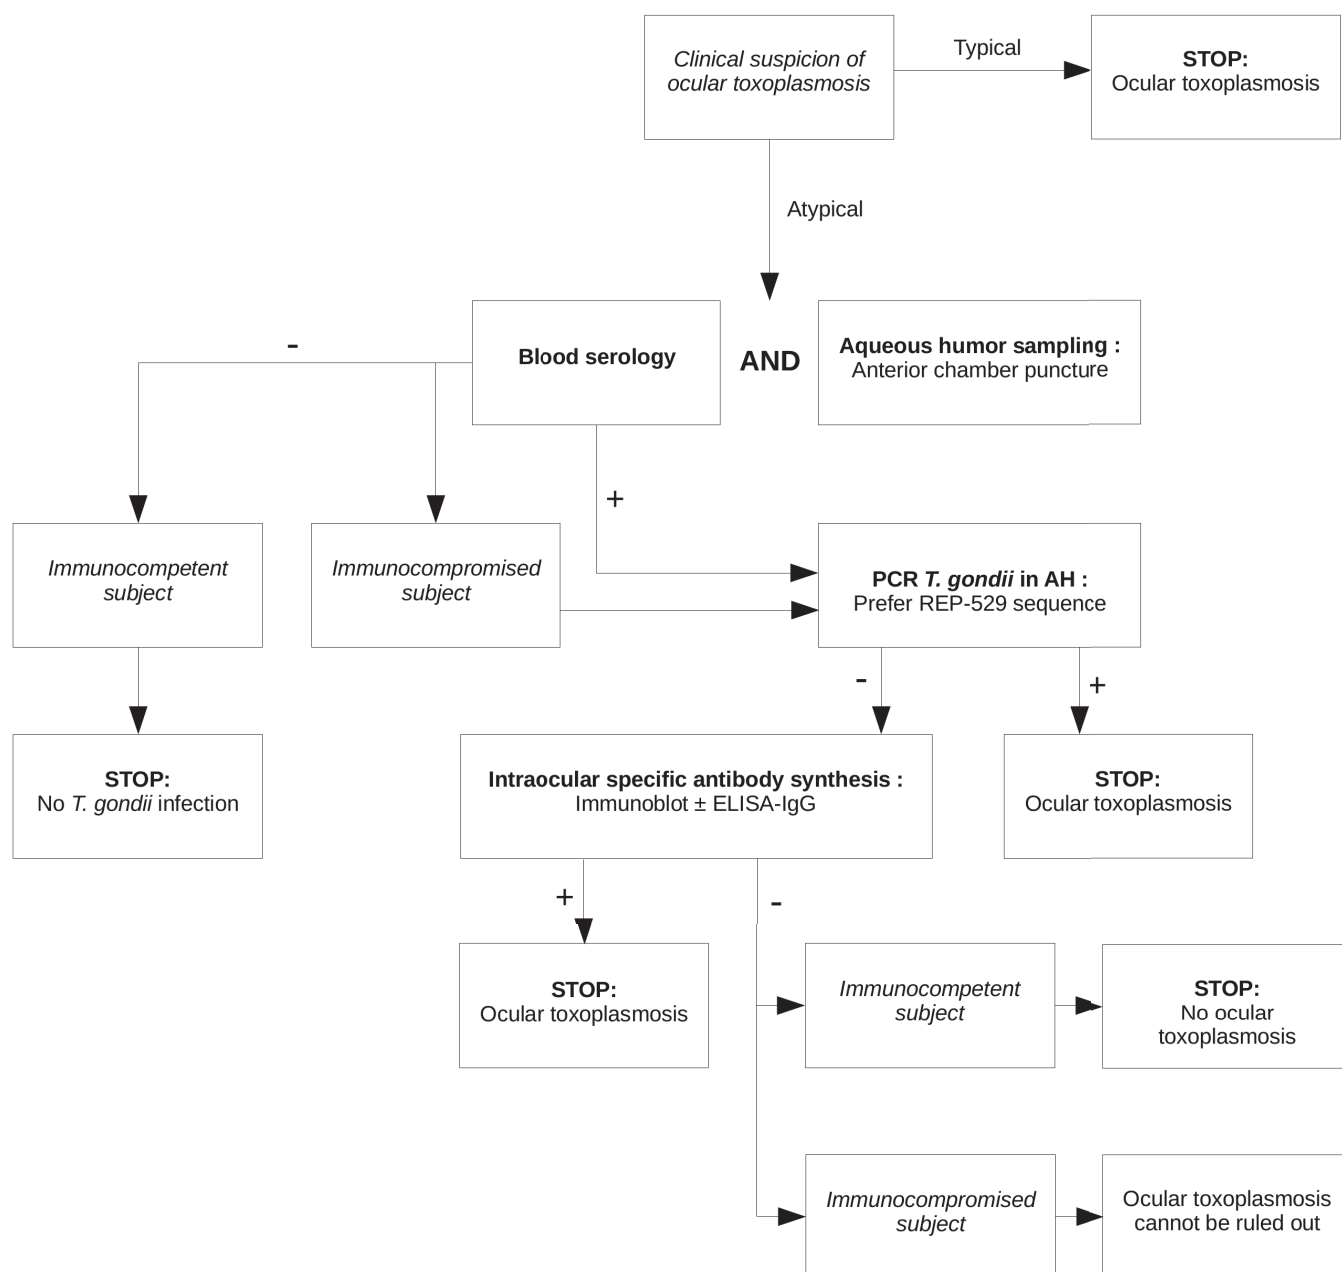 Clinical suspicion of
ocular toxoplasmosis
Typical
STOP:
Ocular toxoplasmosis
Atypical
-
Blood serology
AND
Aqueous humor sampling :
Anterior chamber puncture
+
Immunocompetent
subject
Immunocompromised
subject
PCR T. gondii in AH :
Prefer REP-529 sequence
-
+
STOP:
No T. gondii infection
Intraocular specific antibody synthesis :
Immunoblot ± ELISA-IgG
STOP:
Ocular toxoplasmosis
+
-
STOP:
Ocular toxoplasmosis
Immunocompetent
subject
STOP:
No ocular
toxoplasmosis
Immunocompromised
subject
Ocular toxoplasmosis
cannot be ruled out